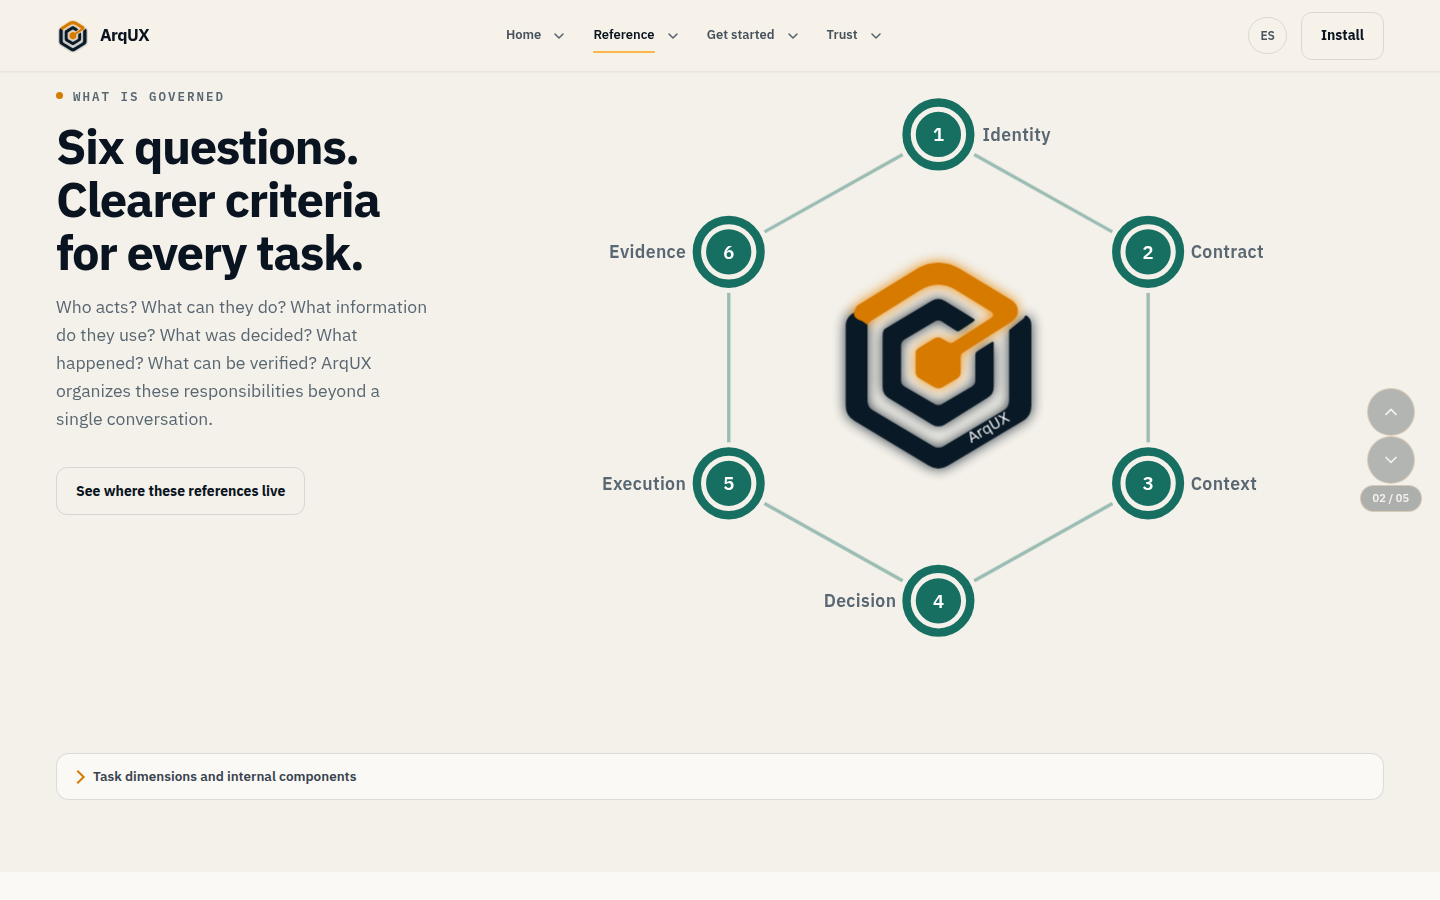 ArqUX
Home
Reference
Get started
Trust
ES
Install
WHAT IS GOVERNED
Six questions.
Clearer criteria
for every task.
Who acts? What can they do? What information
do they use? What was decided? What
happened? What can be verified? ArqUX
organizes these responsibilities beyond a
single conversation.
See where these references live
1 Identity
Evidence 6
2 Contract
ArqUX
Execution 5
3 Context
Decision 4
02 / 05
Task dimensions and internal components